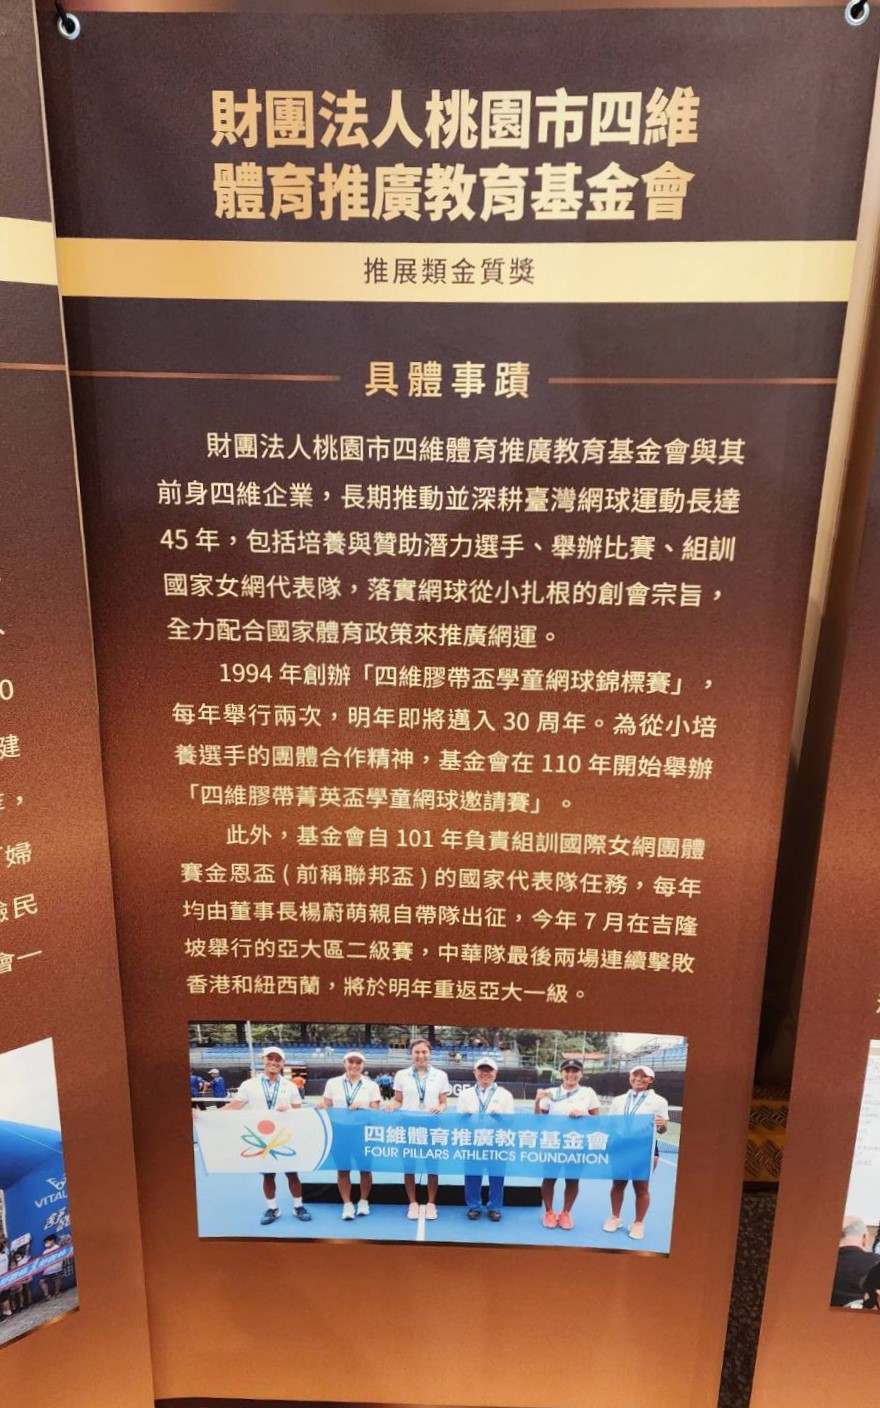 財團法人桃園市四維
體育推廣教育基金會
推展類金質獎
具體事蹟
財團法人桃園市四維體育推廣教育基金會與其
前身四維企業，長期推動並深耕臺灣網球運動長達
45 年，包括培養與贊助潛力選手、舉辦比賽、組訓
國家女網代表隊，落實網球從小扎根的創會宗旨，
全力配合國家體育政策來推廣網運。
1994 年創辦「四維膠帶盃學童網球錦標賽」，
每年舉行兩次，明年即將邁入 30 周年。為從小培
養選手的團體合作精神，基金會在 110 年開始舉辦
「四維膠帶菁英盃學童網球邀請賽」。
此外，基金會自 101 年負責組訓國際女網團體
賽金恩盃 ( 前稱聯邦盃 ) 的國家代表隊任務，每年
均由董事長楊蔚萌親自帶隊出征，今年 7 月在吉隆
坡舉行的亞大區二級賽，中華隊最後兩場連續擊敗
香港和紐西蘭，將於明年重返亞大一級。
四維體育推廣教育基金會
FOUR PILLARS ATHLETICS FOUNDATION
0
健
，
婦
民
會一
VITAL